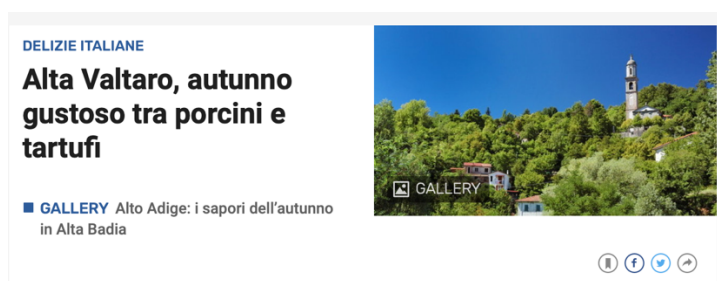 DELIZIE ITALIANE
Alta Valtaro, autunno
gustoso tra porcini e
tartufi
GALLERY
GALLERY Alto Adige: i sapori dell'autunno
in Alta Badia